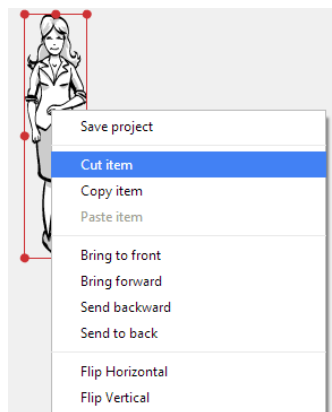 Save project
Cut item
Copy item
Paste item
Bring to front
Bring forward
Send backward
Send to back
Flip Horizontal
Flip Vertical